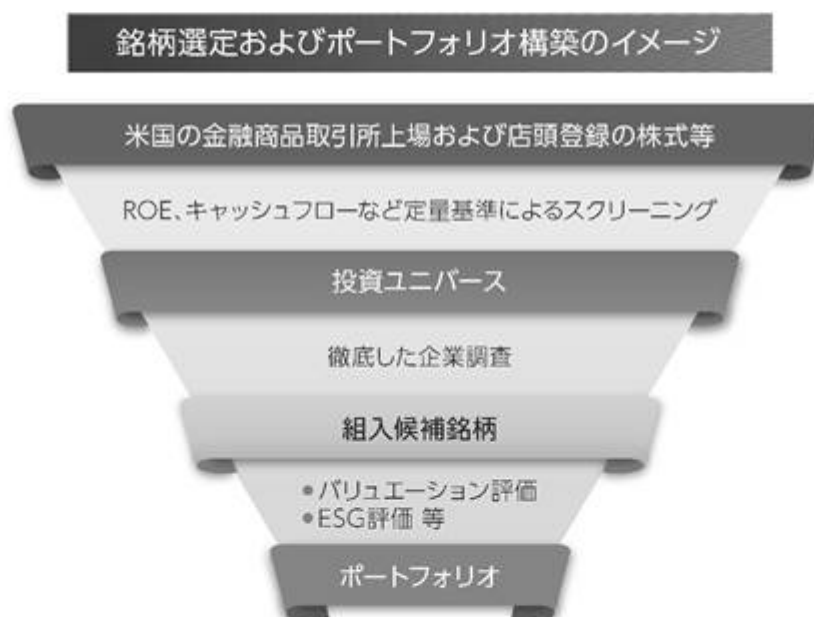 銘柄選定およびポートフォリオ構築のイメージ
米国の金融商品取引所上場および店頭登録の株式等
ROE、キャッシュフローなど定量基準によるスクリーニング
投資ユニバース
徹底した企業調査
組入候補銘柄
●バリュエーション評価
●ESG評価 等
ポートフォリオ